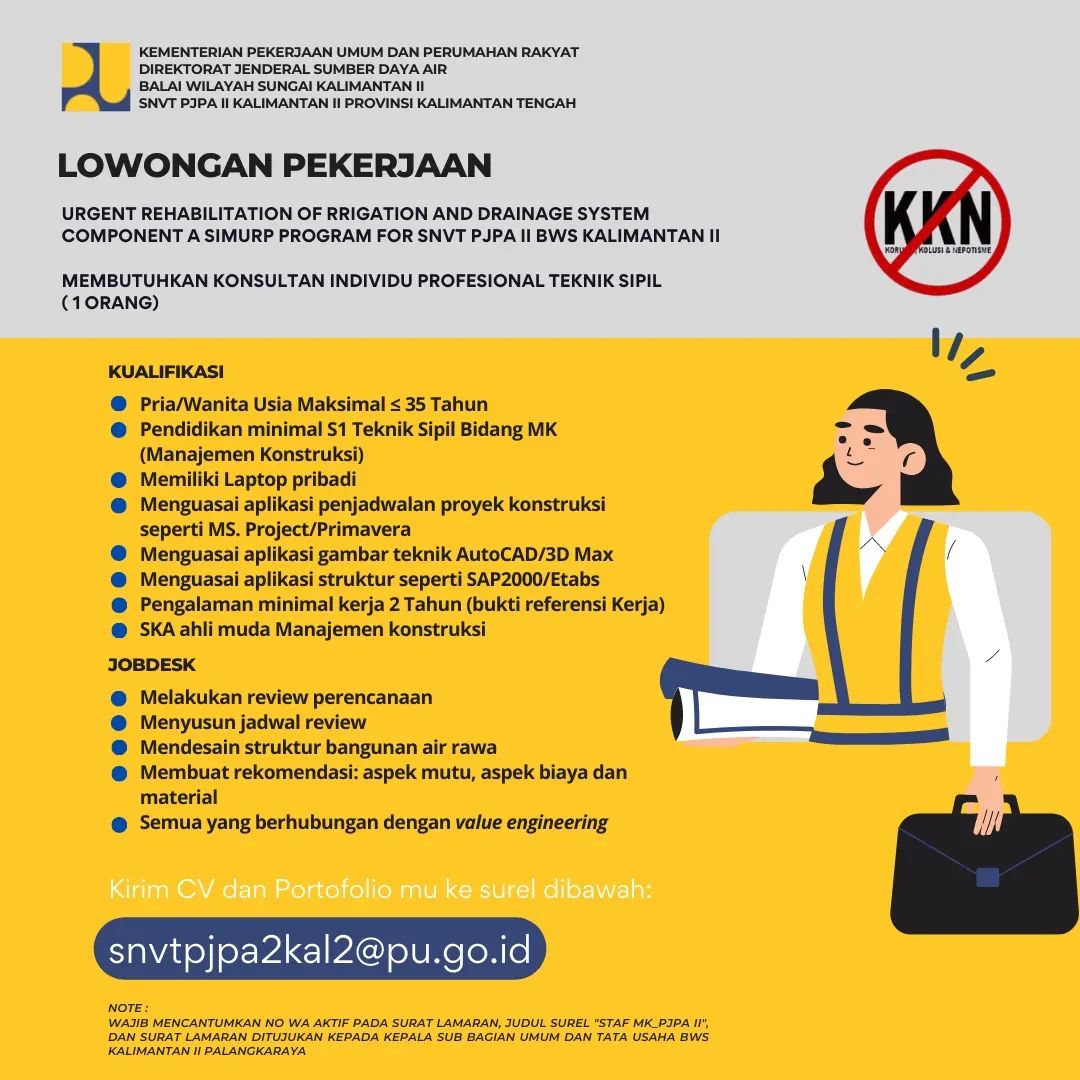 KEMENTERIAN PEKERJAAN UMUM DAN PERUMAHAN RAKYAT
DIREKTORAT JENDERAL SUMBER DAYA AIR
BALAI WILAYAH SUNGAI KALIMANTAN II
SNVT PJPA II KALIMANTAN II PROVINSI KALIMANTAN TENGAH
LOWONGAN PEKERJAAN
URGENT REHABILITATION OF RRIGATION AND DRAINAGE SYSTEM
COMPONENT A SIMURP PROGRAM FOR SNVT PJPA II BWS KALIMANTAN II
MEMBUTUHKAN KONSULTAN INDIVIDU PROFESIONAL TEKNIK SIPIL
( 1 ORANG)
KKN
KORUPSI, KOLUSI & NEPOTISME
KUALIFIKASI
Pria/Wanita Usia Maksimal ≤ 35 Tahun
Pendidikan minimal S1 Teknik Sipil Bidang MK
(Manajemen Konstruksi)
Memiliki Laptop pribadi
Menguasai aplikasi penjadwalan proyek konstruksi
seperti MS. Project/Primavera
Menguasai aplikasi gambar teknik AutoCAD/3D Max
Menguasai aplikasi struktur seperti SAP2000/Etabs
Pengalaman minimal kerja 2 Tahun (bukti referensi Kerja)
SKA ahli muda Manajemen konstruksi
JOBDESK
Melakukan review perencanaan
Menyusun jadwal review
Mendesain struktur bangunan air rawa
Membuat rekomendasi: aspek mutu, aspek biaya dan
material
Semua yang berhubungan dengan value engineering
Kirim CV dan Portofolio mu ke surel dibawah:
snvtpjpa2kal2@pu.go.id
NOTE :
WAJIB MENCANTUMKAN NO WA AKTIF PADA SURAT LAMARAN, JUDUL SUREL "STAF MK_PJPA II",
DAN SURAT LAMARAN DITUJUKAN KEPADA KEPALA SUB BAGIAN UMUM DAN TATA USAHA BWS
KALIMANTAN II PALANGKARAYA